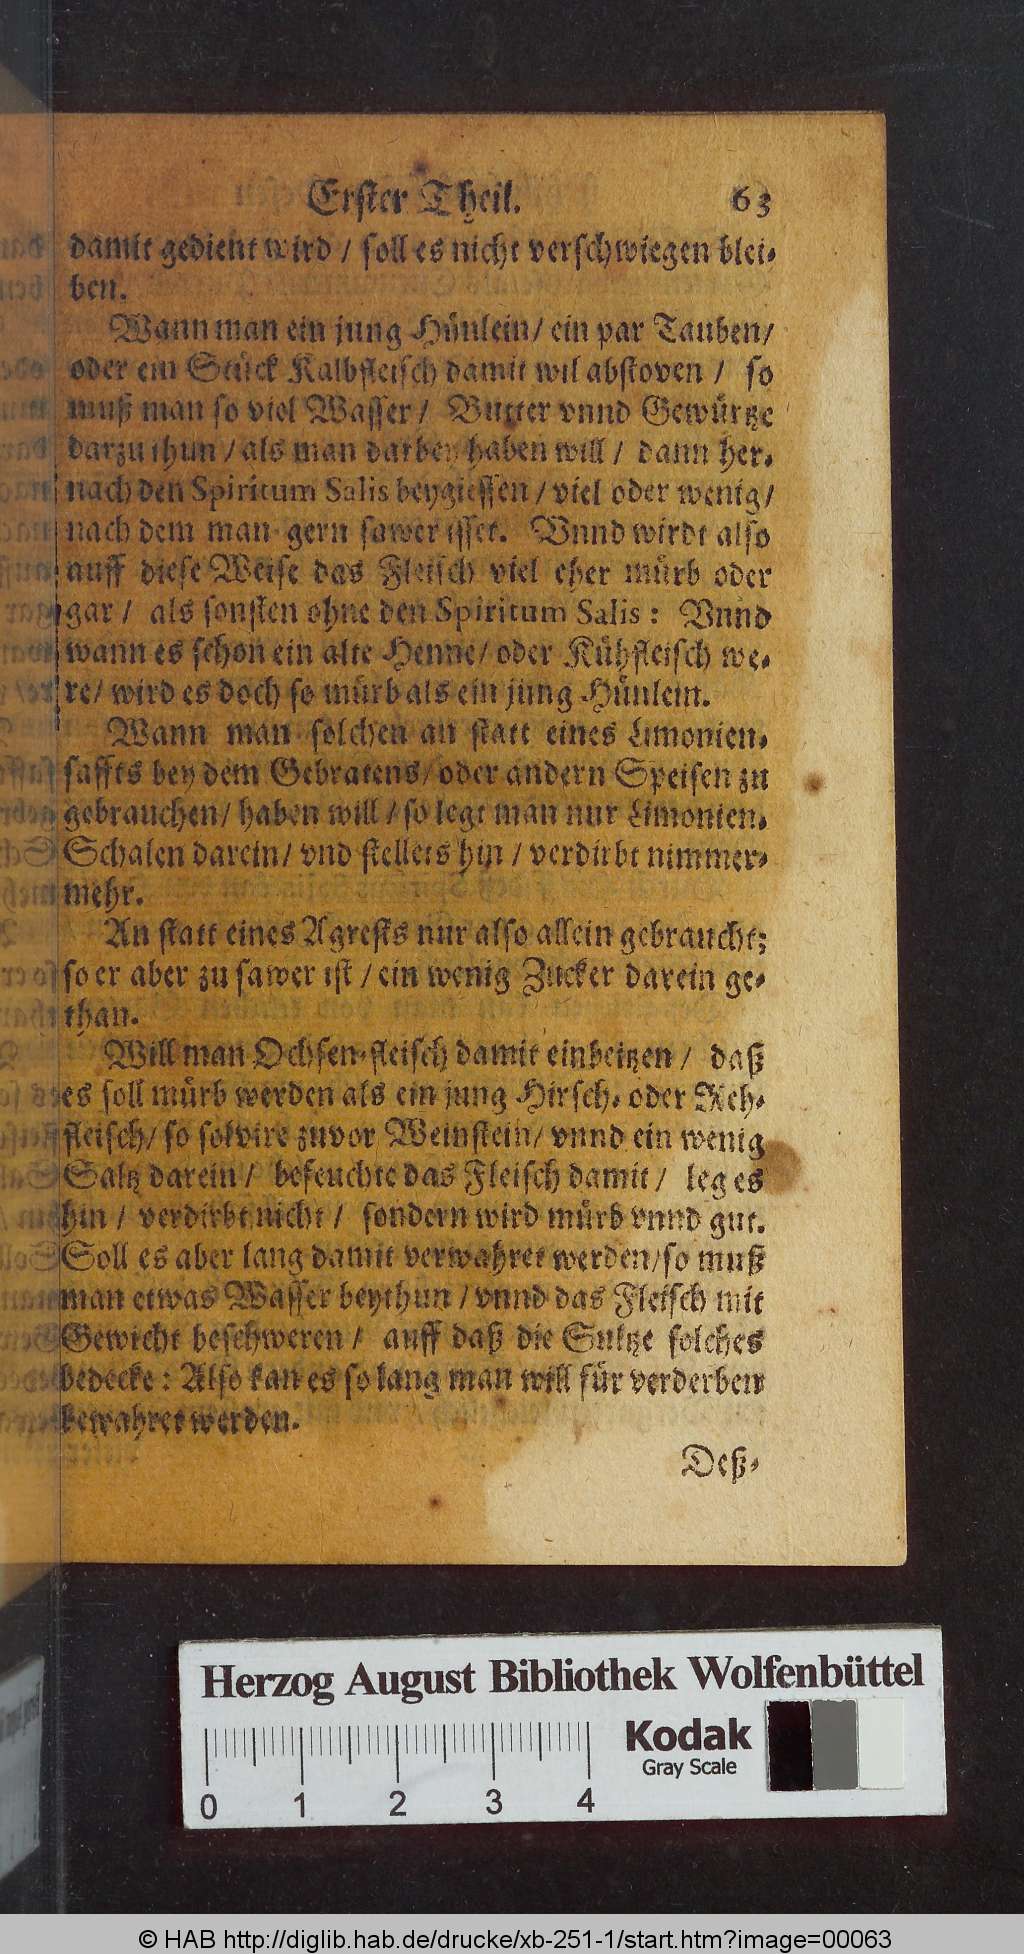 Erster Theil. 63
damit gedient wird / soll es nicht verschwiegen blei-
ben.
Wann man ein jung Hünlein / ein par Tauben /
oder ein Stück Kalbfleisch damit wil abstoven / so
muß man so viel Wasser / Butter vnnd Gewürtze
darzu thun / als man darbey haben will / dann her-
nach den Spiritum Salis beygiessen / viel oder wenig /
nach dem man gern sawer isset. Vnnd wirdt also
auff diese Weise das Fleisch viel eher mürb oder
gar / als sonsten ohne den Spiritum Salis: Vnnd
wann es schon ein alte Henne / oder Kühfleisch we-
re / wird es doch so mürb als ein jung Hünlein.
Wann man solchen an statt eines Limonien-
saffts bey dem Gebratens / oder andern Speisen zu
gebrauchen / haben will / so legt man nur Limonien-
Schalen darein / vnd stellets hin / verdirbt nimmer-
mehr.
An statt eines Agrests nur also allein gebraucht;
so er aber zu sawer ist / ein wenig Zucker darein ge-
than.
Will man Ochsen-fleisch damit einbeitzen / daß
es soll mürb werden als ein jung Hirsch- oder Reh-
fleisch / so solvire zuvor Weinstein / vnnd ein wenig
Saltz darein / befeuchte das Fleisch damit / leg es
hin / verdirbt nicht / sondern wird mürb vnnd gut.
Soll es aber lang damit verwahret werden / so muß
man etwas Wasser beythun / vnnd das Fleisch mit
Gewicht beschweren / auff daß die Sultze solches
bedecke: Also kan es so lang man will für verderben
bewahret werden.
Deß-
Herzog August Bibliothek Wolfenbüttel
Kodak
Gray Scale
0 1 2 3 4
© HAB http://diglib.hab.de/drucke/xb-251-1/start.htm?image=00063